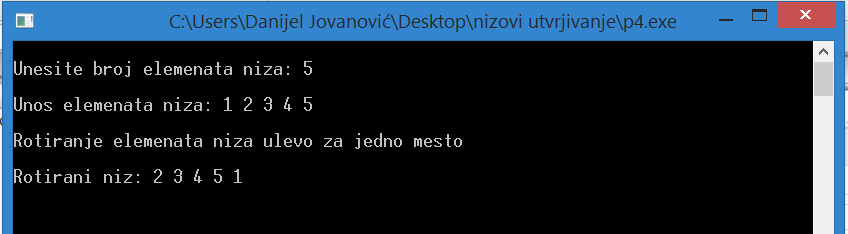 C:\Users\Danijel Jovanović\Desktop\nizovi utvrjivanje\p4.exe
Unesite broj elemenata niza: 5
Unos elemenata niza: 1 2 3 4 5
Rotiranje elemenata niza ulevo za jedno mesto
Rotirani niz: 2 3 4 5 1